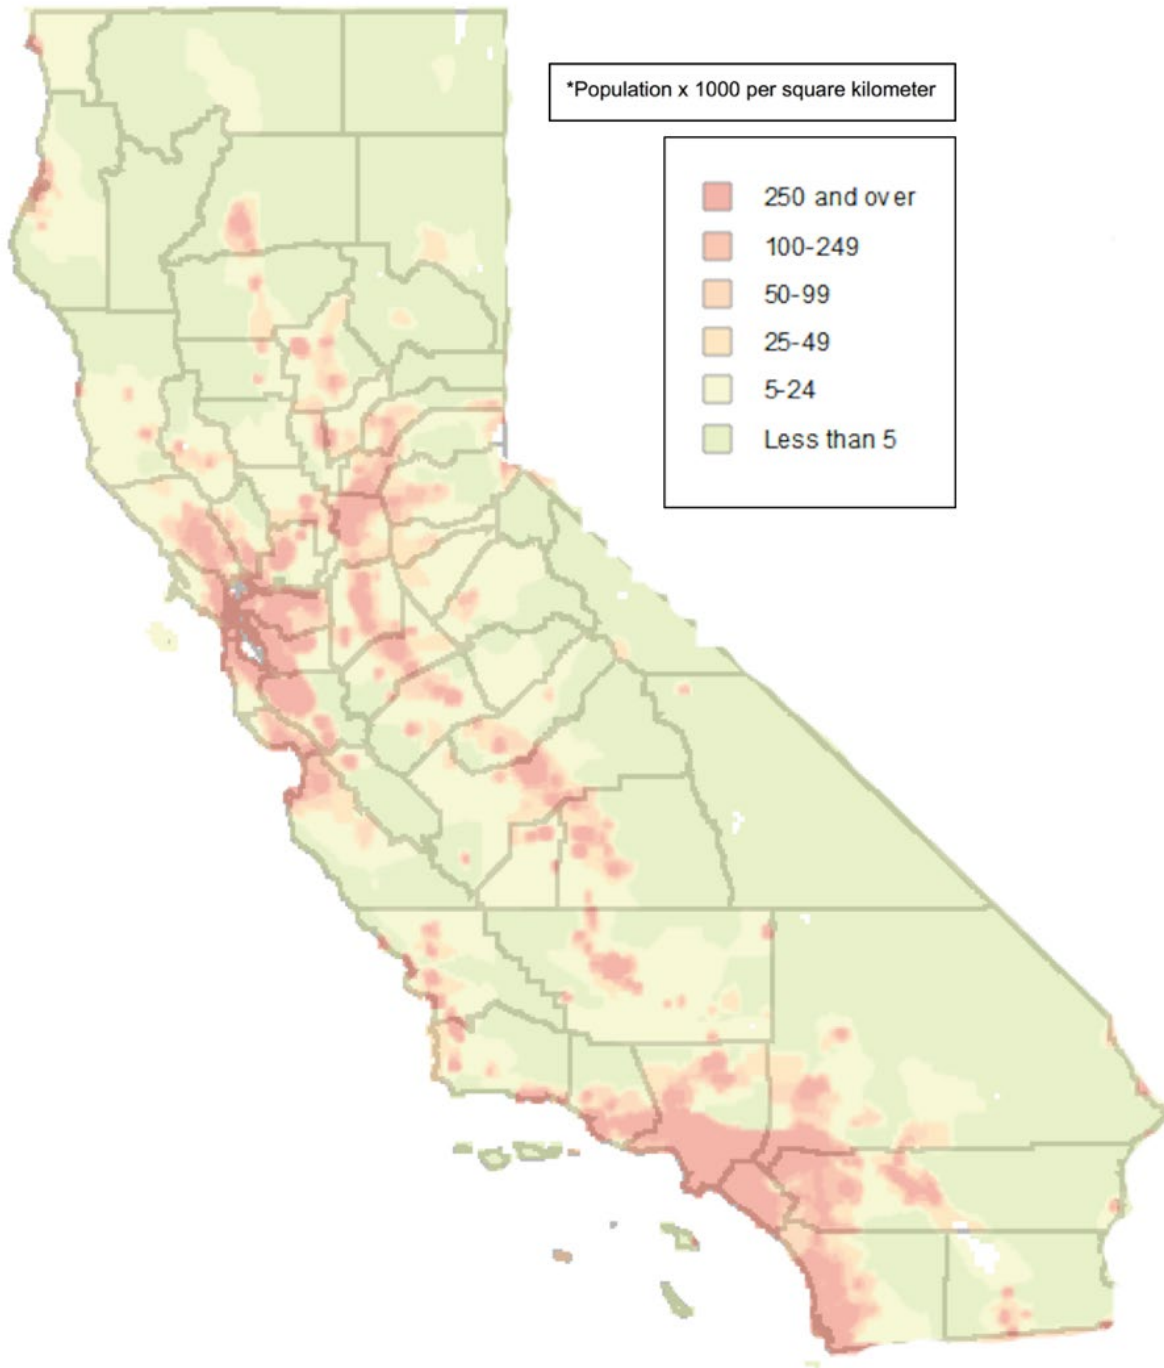 *Population x 1000 per square kilometer
250 and over
100-249
50-99
25-49
5-24
Less than 5